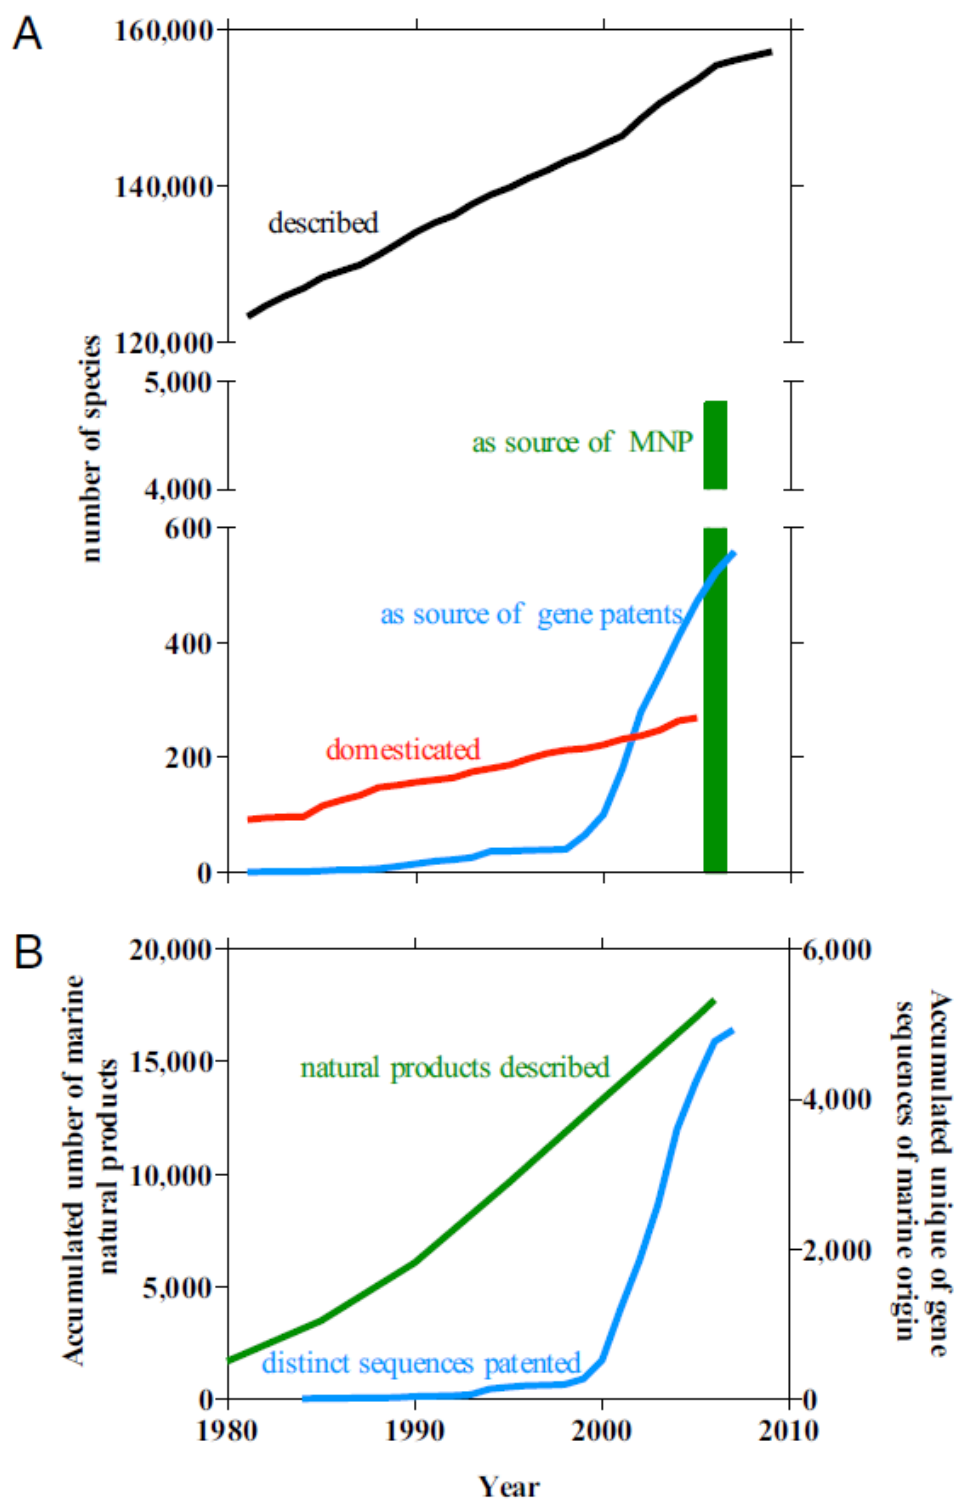 A
160,000
described
140,000
120,000
number of species
5,000
as source of MNP
4,000
600
as source of gene patents
400
domesticated
200
0
B
20,000
6,000
Accumulated umber of marine
natural products
natural products described
15,000
4,000
10,000
2,000
5,000
distinct sequences patented
0
0
Accumulated unique of gene
sequences of marine origin
1980
1990
2000
2010
Year